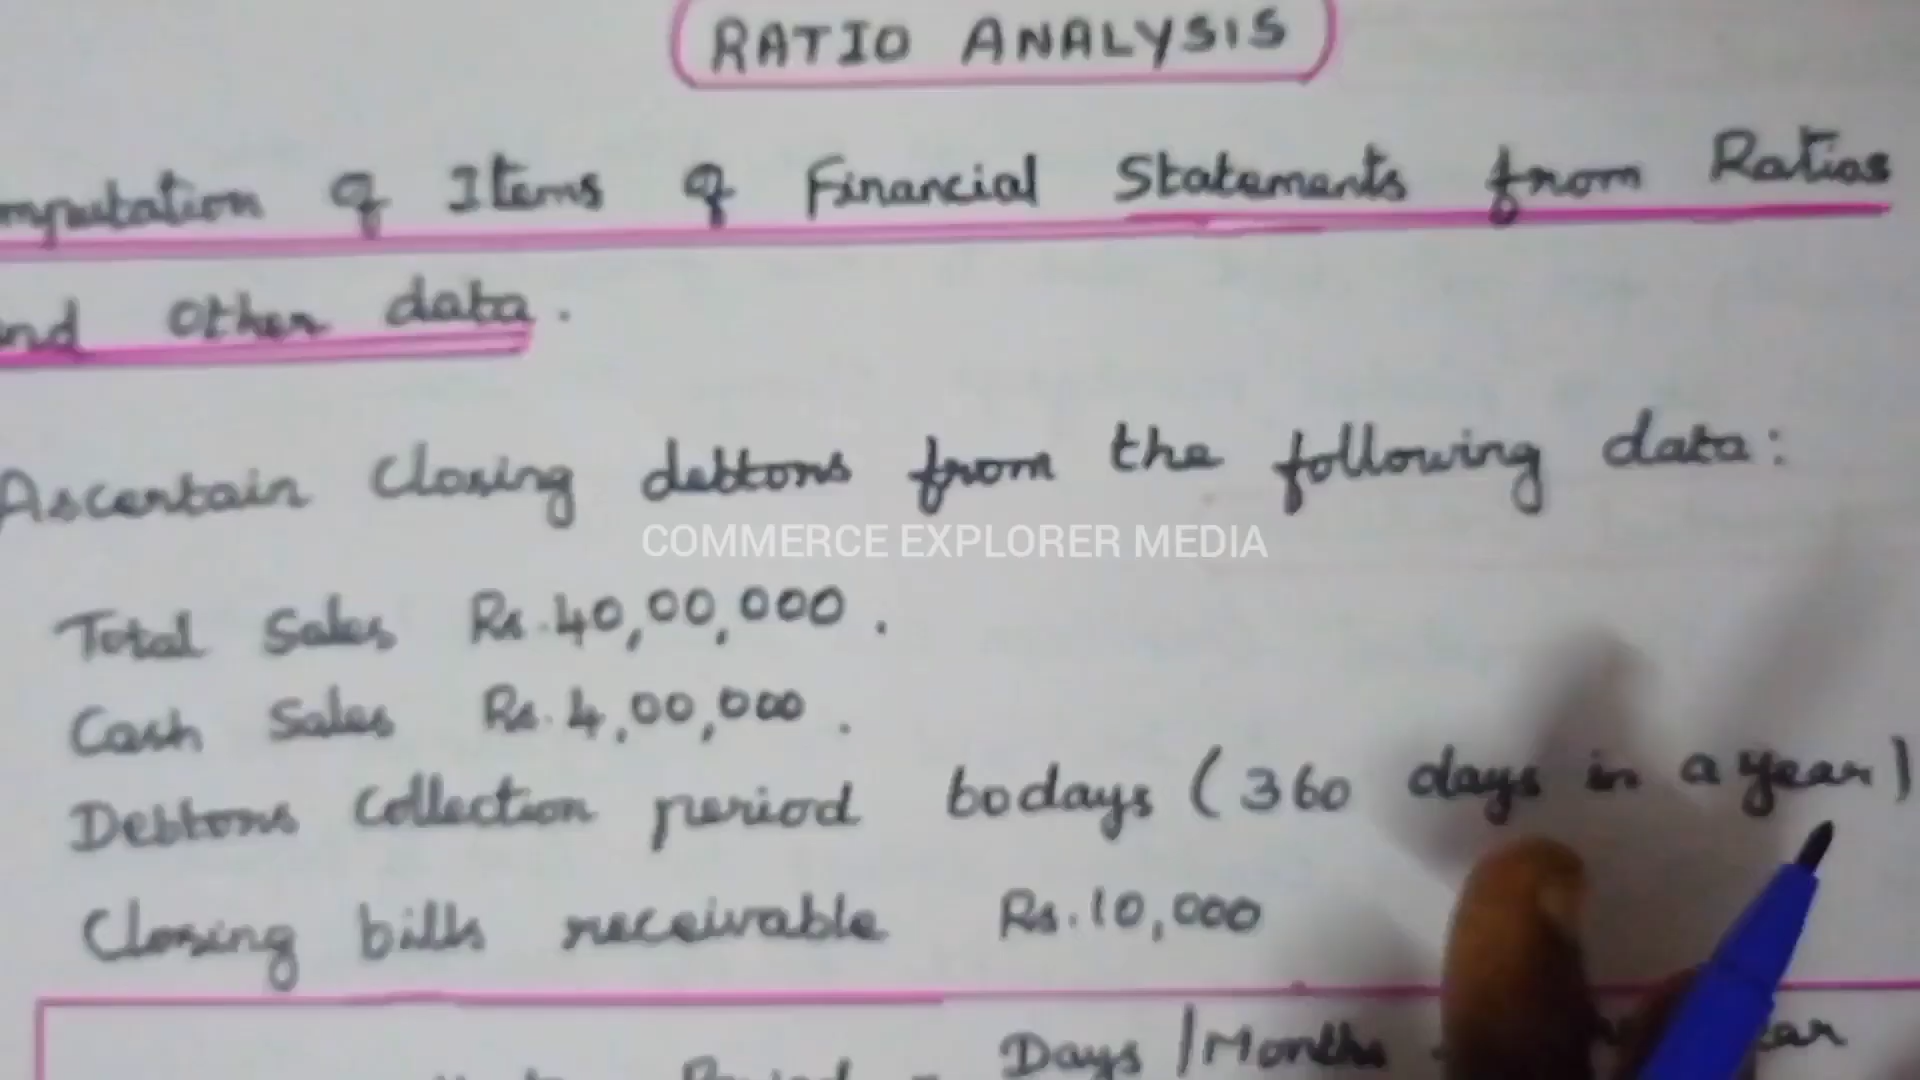 RATIO ANALYSIS
mputation of Items of Financial Statements from Ratios
nd other data.
Ascertain closing debtors from the following data:
COMMERCE EXPLORER MEDIA
Total Sales Rs.40,00,000.
Cash Sales Rs.4,00,000.
Debtors collection period 60days (360 days in a year)
Closing bills receivable Rs.10,000
Days/Months